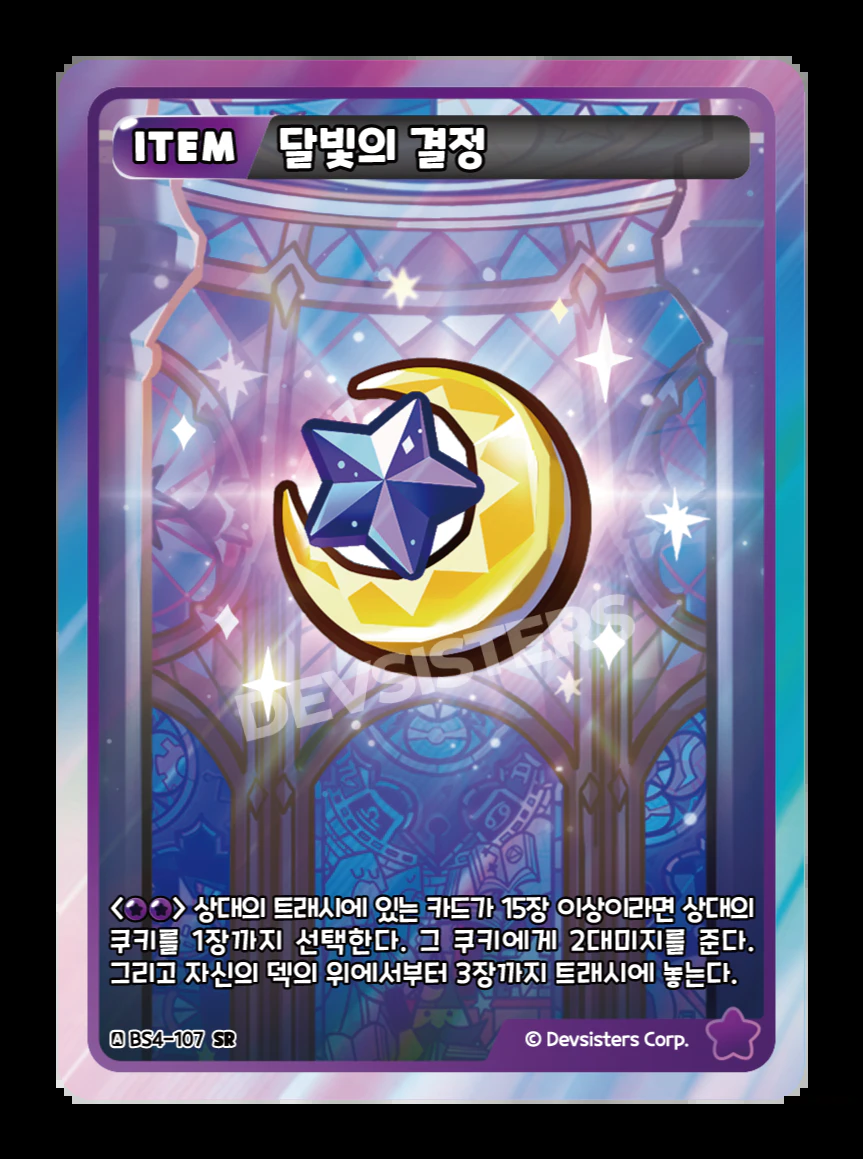 ITEM 달빛의 결정
DEVSISTERS
<●●> 상대의 트래시에 있는 카드가 15장 이상이라면 상대의
쿠키를 1장까지 선택한다. 그 쿠키에게 2대미지를 준다.
그리고 자신의 덱의 위에서부터 3장까지 트래시에 놓는다.
A BS4-107 SR
© Devsisters Corp.